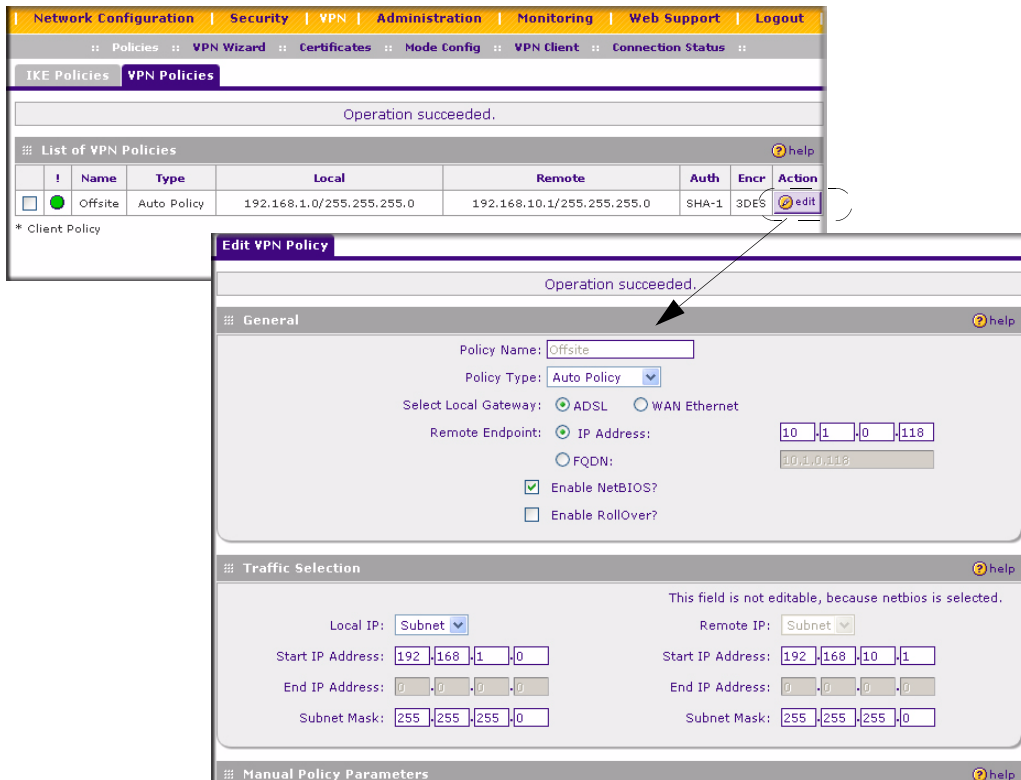 Network Configuration | Security | VPN | Administration | Monitoring | Web Support | Logout
:: Policies :: VPN Wizard :: Certificates :: Mode Config :: VPN Client :: Connection Status ::
IKE Policies VPN Policies
Operation succeeded.
List of VPN Policies ? help
! Name Type Local Remote Auth Encr Action
Offsite Auto Policy 192.168.1.0/255.255.255.0 192.168.10.1/255.255.255.0 SHA-1 3DES edit
* Client Policy
Edit VPN Policy
Operation succeeded.
General ? help
Policy Name: Offsite
Policy Type: Auto Policy
Select Local Gateway: ADSL WAN Ethernet
Remote Endpoint: IP Address: 10 . 1 . 0 . 118
FQDN: 10.1.0.118
Enable NetBIOS?
Enable RollOver?
Traffic Selection ? help
This field is not editable, because netbios is selected.
Local IP: Subnet Remote IP: Subnet
Start IP Address: 192 . 168 . 1 . 0 Start IP Address: 192 . 168 . 10 . 1
End IP Address: 0 . 0 . 0 . 0 End IP Address: 0 . 0 . 0 . 0
Subnet Mask: 255 . 255 . 255 . 0 Subnet Mask: 255 . 255 . 255 . 0
Manual Policy Parameters ? help